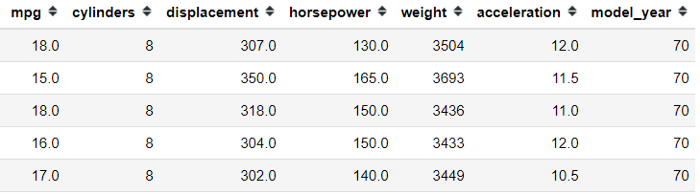 mpg cylinders displacement horsepower weight acceleration model_year
18.0 8 307.0 130.0 3504 12.0 70
15.0 8 350.0 165.0 3693 11.5 70
18.0 8 318.0 150.0 3436 11.0 70
16.0 8 304.0 150.0 3433 12.0 70
17.0 8 302.0 140.0 3449 10.5 70